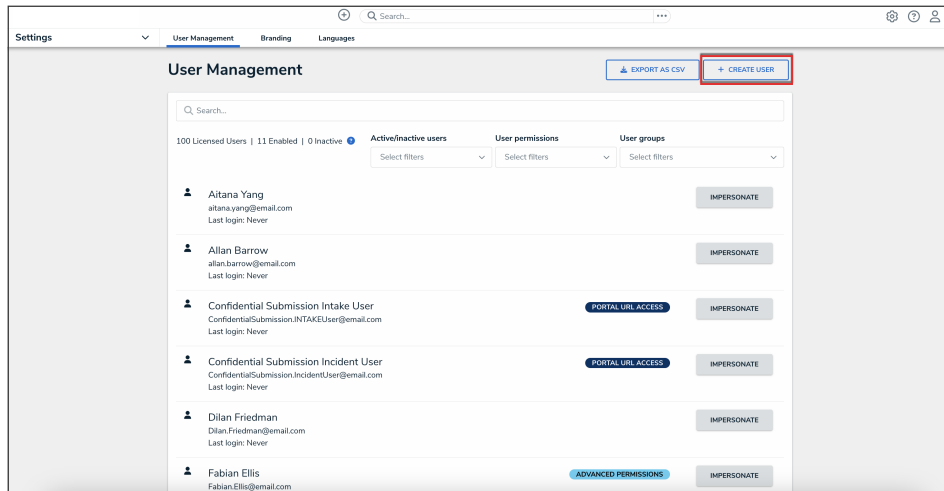 Search...
Settings
User Management Branding Languages
User Management
EXPORT AS CSV
+ CREATE USER
Search...
100 Licensed Users | 11 Enabled | 0 Inactive ?
Active/inactive users User permissions User groups
Select filters Select filters Select filters
Aitana Yang
aitana.yang@email.com
Last login: Never
IMPERSONATE
Allan Barrow
allan.barrow@email.com
Last login: Never
IMPERSONATE
Confidential Submission Intake User
ConfidentialSubmission.INTAKEUser@email.com
Last login: Never
PORTAL URL ACCESS
IMPERSONATE
Confidential Submission Incident User
ConfidentialSubmission.IncidentUser@email.com
Last login: Never
PORTAL URL ACCESS
IMPERSONATE
Dilan Friedman
Dilan.Friedman@email.com
Last login: Never
IMPERSONATE
Fabian Ellis
Fabian.Ellis@email.com
ADVANCED PERMISSIONS
IMPERSONATE